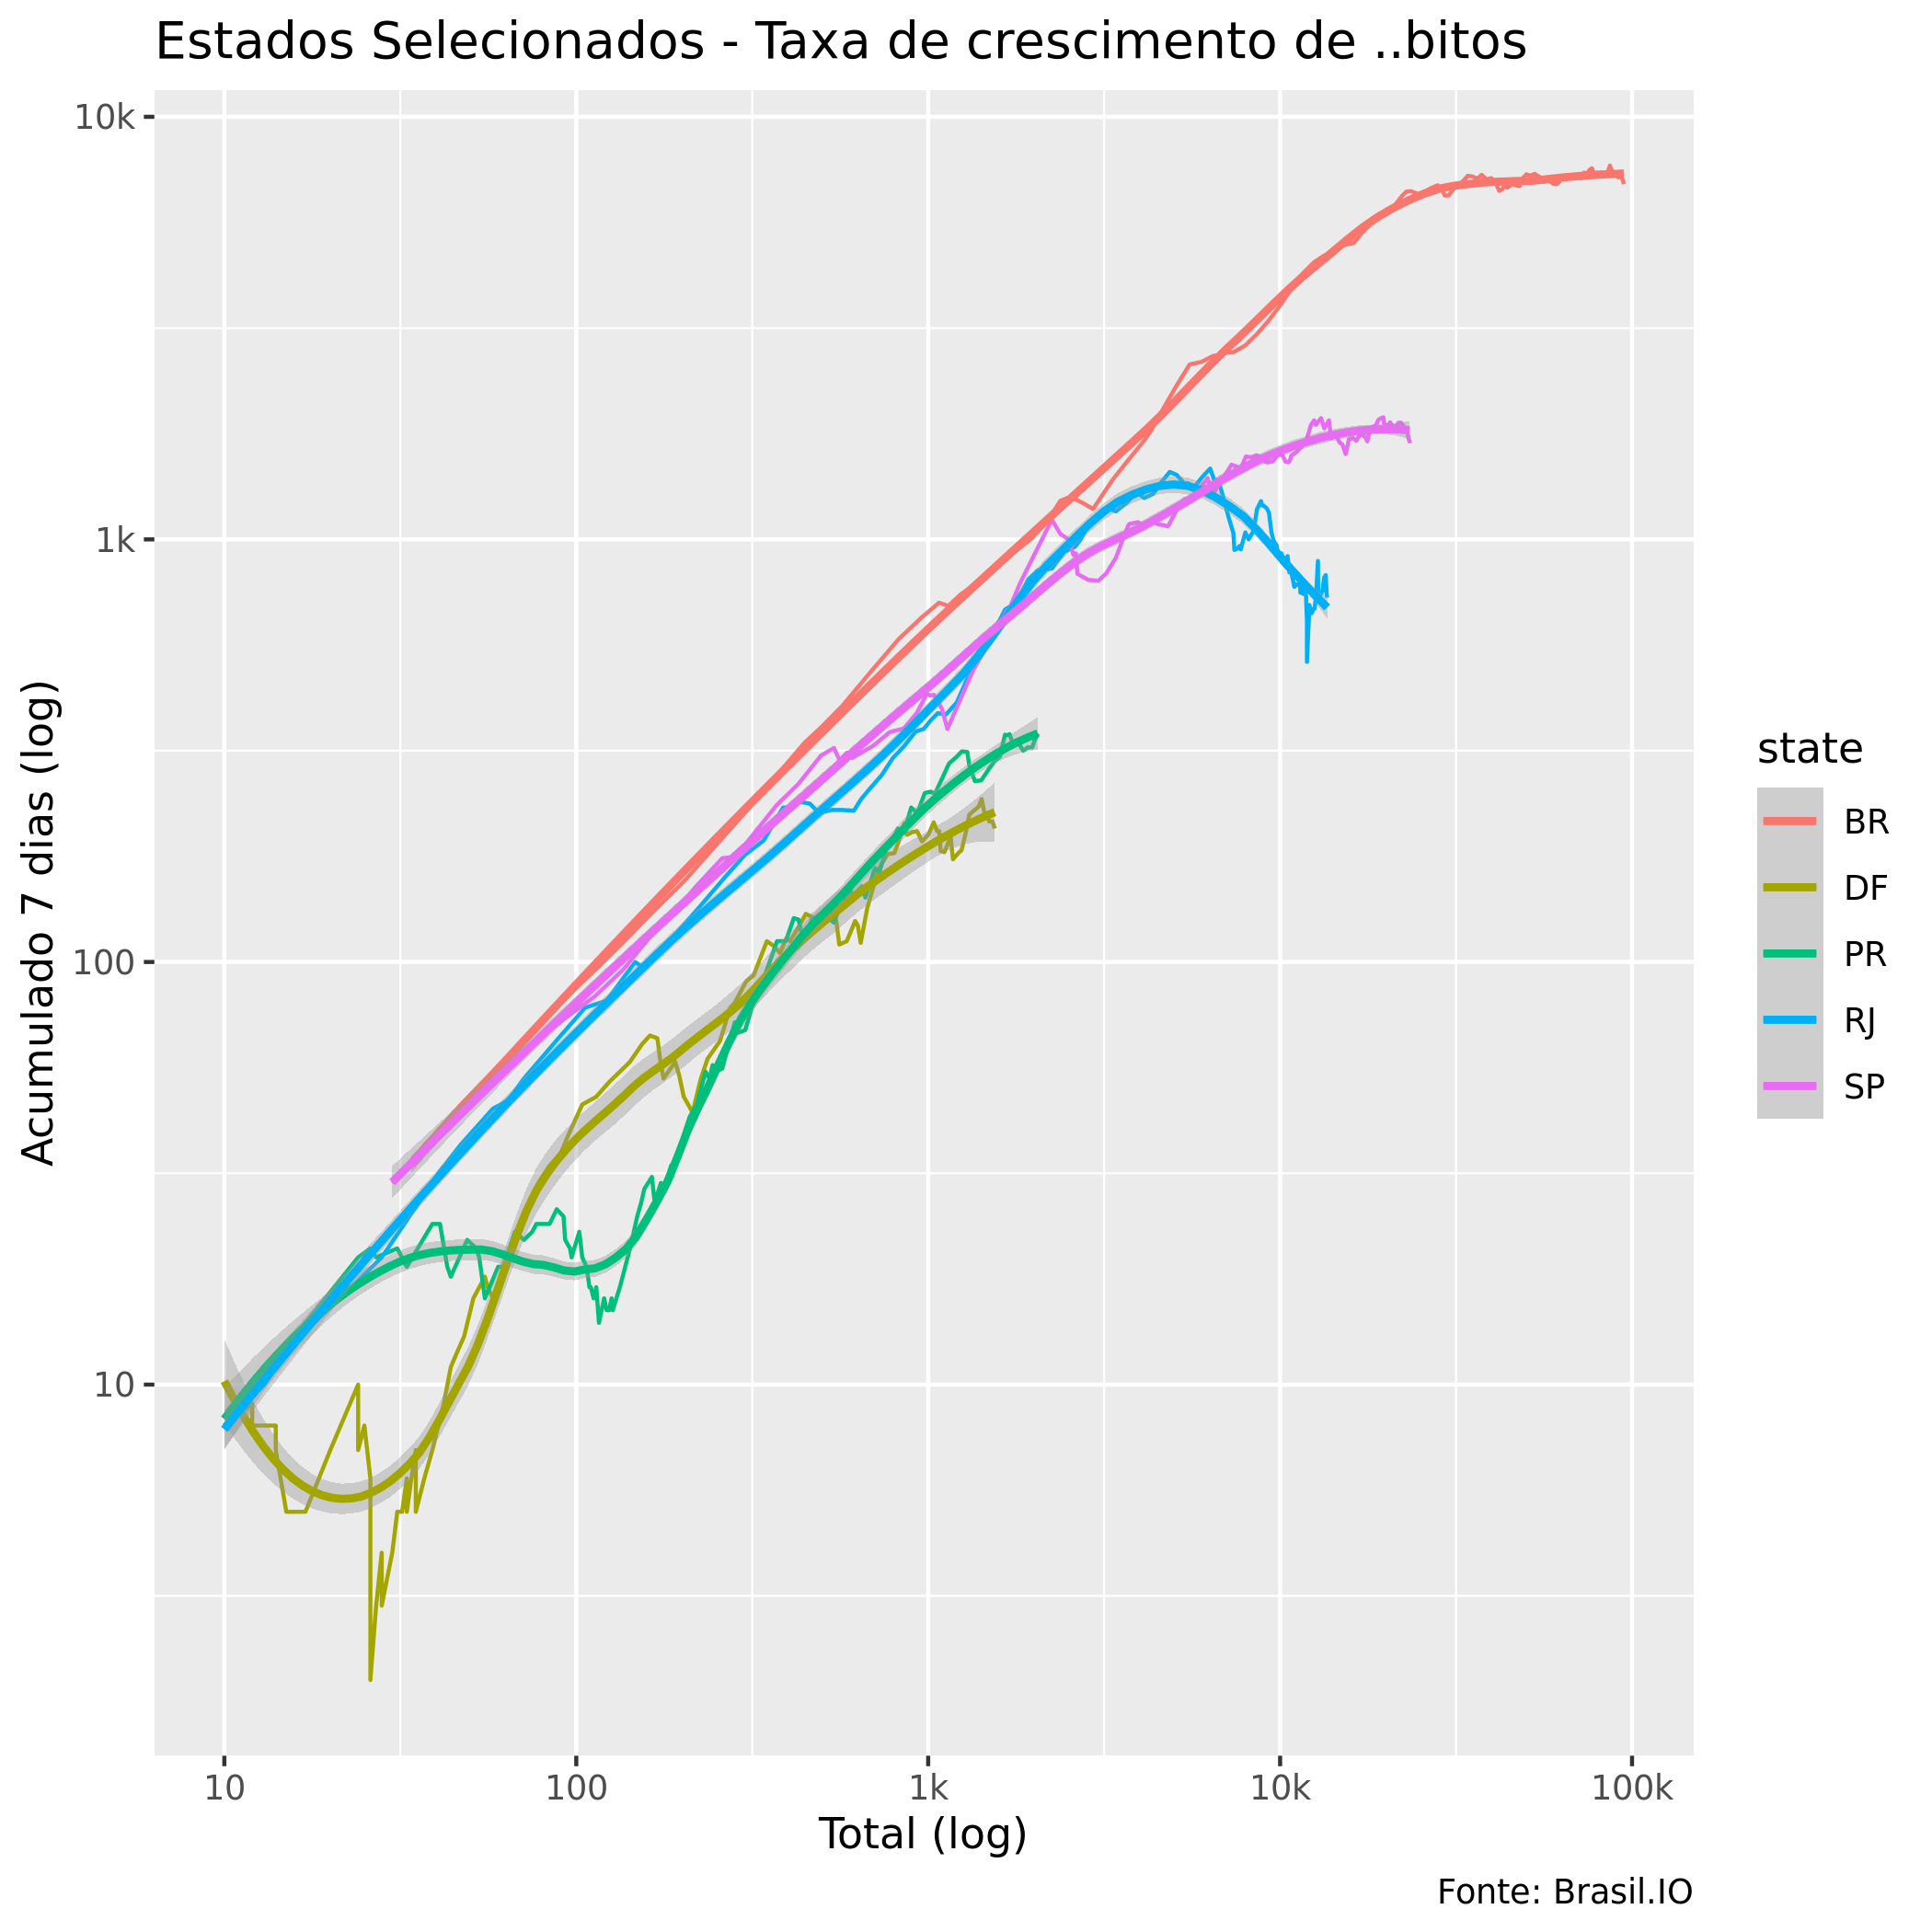 Estados Selecionados - Taxa de crescimento de ..bitos
10k
1k
100
10
Acumulado 7 dias (log)
10 100 1k 10k 100k
Total (log)
state
BR
DF
PR
RJ
SP
Fonte: Brasil.IO